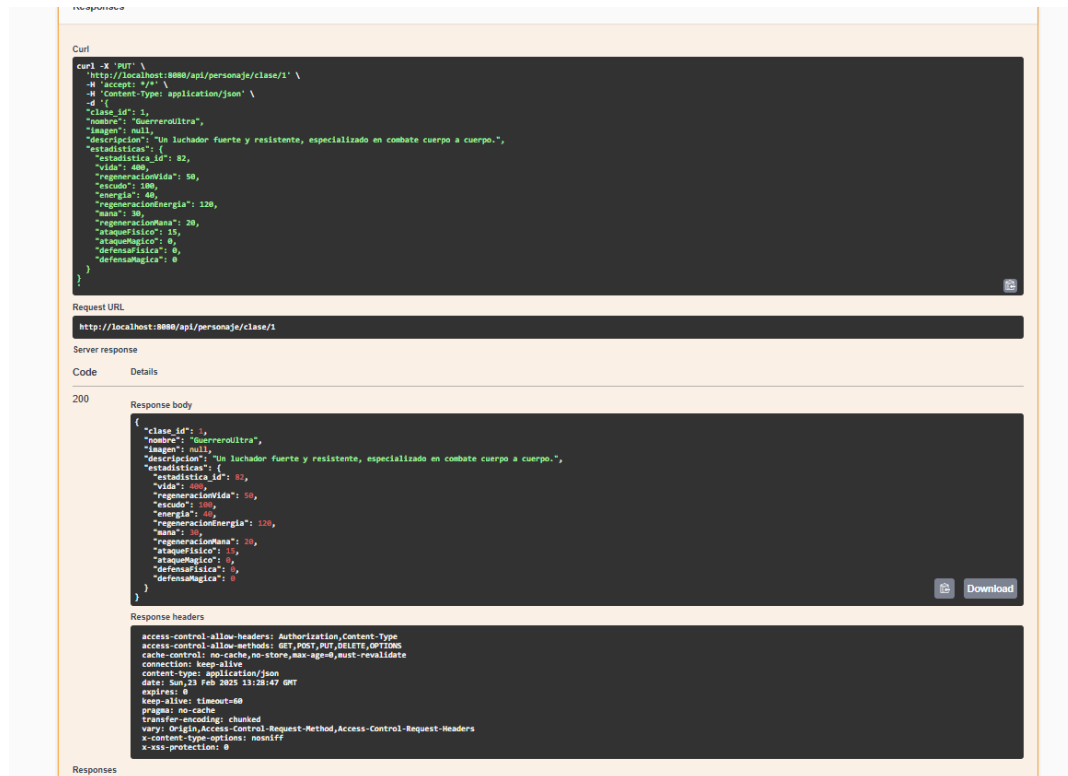 Responses
Curl
curl -X 'PUT' \
'http://localhost:8080/api/personaje/clase/1' \
-H 'accept: */*' \
-H 'Content-Type: application/json' \
-d '{
"clase_id": 1,
"nombre": "GuerreroUltra",
"imagen": null,
"descripcion": "Un luchador fuerte y resistente, especializado en combate cuerpo a cuerpo.",
"estadisticas": {
"estadistica_id": 82,
"vida": 400,
"regeneracionVida": 50,
"escudo": 100,
"energia": 40,
"regeneracionEnergia": 120,
"mana": 30,
"regeneracionMana": 20,
"ataqueFisico": 15,
"ataqueMagico": 0,
"defensaFisica": 0,
"defensaMagica": 0
}
}
'
Request URL
http://localhost:8080/api/personaje/clase/1
Server response
Code Details
200
Response body
{
"clase_id": 1,
"nombre": "GuerreroUltra",
"imagen": null,
"descripcion": "Un luchador fuerte y resistente, especializado en combate cuerpo a cuerpo.",
"estadisticas": {
"estadistica_id": 82,
"vida": 400,
"regeneracionVida": 50,
"escudo": 100,
"energia": 40,
"regeneracionEnergia": 120,
"mana": 30,
"regeneracionMana": 20,
"ataqueFisico": 15,
"ataqueMagico": 0,
"defensaFisica": 0,
"defensaMagica": 0
}
}
Download
Response headers
access-control-allow-headers: Authorization,Content-Type
access-control-allow-methods: GET,POST,PUT,DELETE,OPTIONS
cache-control: no-cache,no-store,max-age=0,must-revalidate
connection: keep-alive
content-type: application/json
date: Sun,23 Feb 2025 13:28:47 GMT
expires: 0
keep-alive: timeout=60
pragma: no-cache
transfer-encoding: chunked
vary: Origin,Access-Control-Request-Method,Access-Control-Request-Headers
x-content-type-options: nosniff
x-xss-protection: 0
Responses